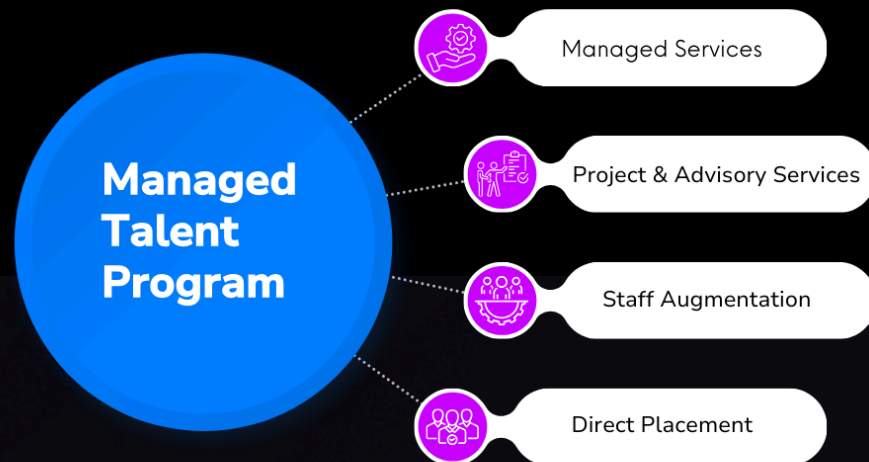 Managed
Talent
Program
Managed Services
Project & Advisory Services
Staff Augmentation
Direct Placement